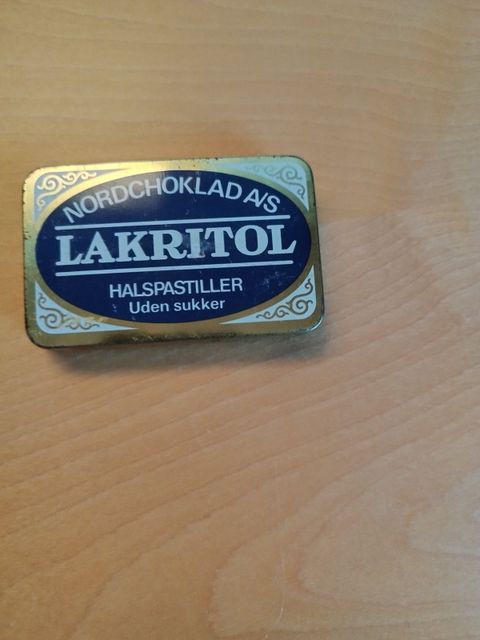 NORDCHOKLAD A/S
LAKRITOL
HALSPASTILLER
Uden sukker